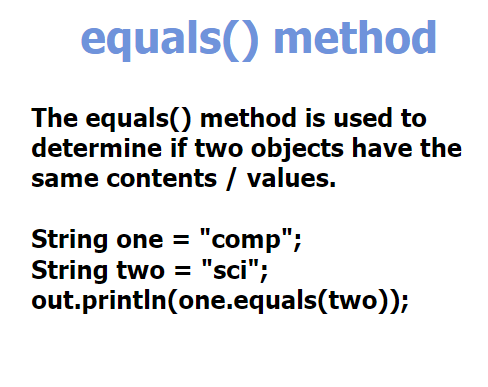 equals() method
The equals() method is used to
determine if two objects have the
same contents / values.
String one = "comp";
String two = "sci";
out.println(one.equals(two));